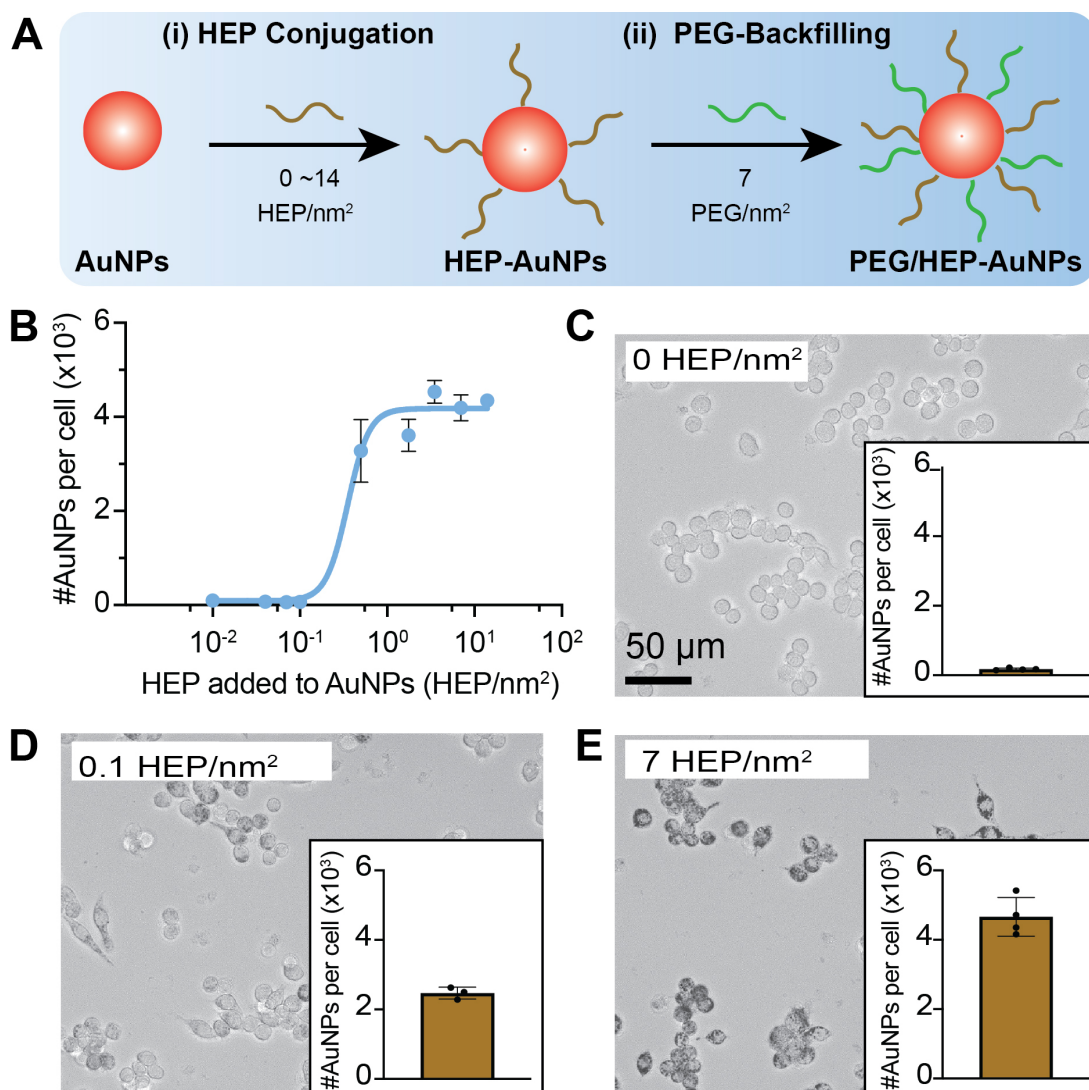 A
(i) HEP Conjugation
(ii) PEG-Backfilling
0 ~14
HEP/nm²
7
PEG/nm²
AuNPs
HEP-AuNPs
PEG/HEP-AuNPs
B
#AuNPs per cell (x10³)
6
4
2
0
10⁻² 10⁻¹ 10⁰ 10¹ 10²
HEP added to AuNPs (HEP/nm²)
C
0 HEP/nm²
50 µm
#AuNPs per cell (x10³)
6
4
2
0
D
0.1 HEP/nm²
#AuNPs per cell (x10³)
6
4
2
0
E
7 HEP/nm²
#AuNPs per cell (x10³)
6
4
2
0